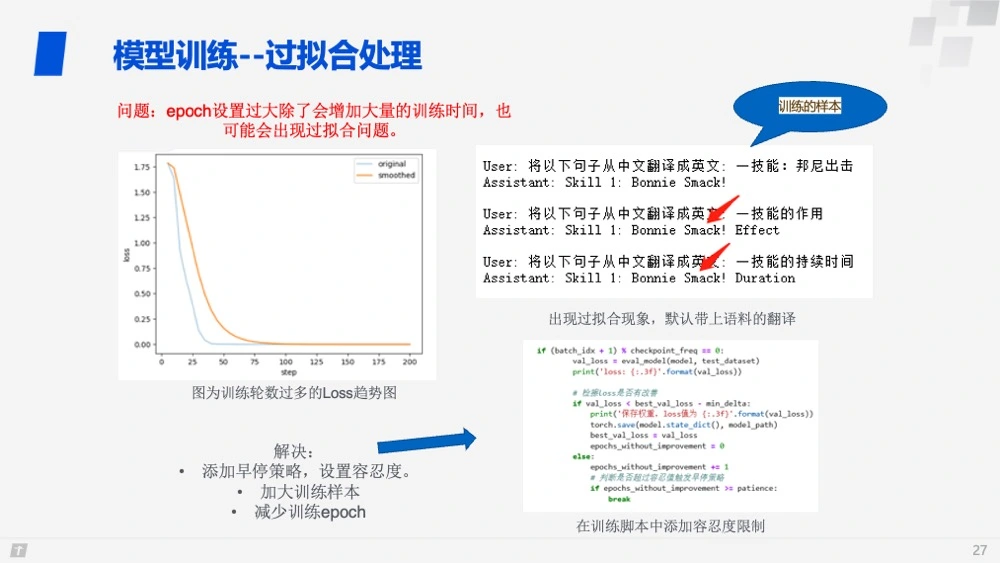 模型训练--过拟合处理
问题：epoch设置过大除了会增加大量的训练时间，也
可能会出现过拟合问题。
original
smoothed
1.75
1.50
1.25
1.00
0.75
0.50
0.25
0.00
loss
0
25
50
75
100
125
150
175
200
step
图为训练轮数过多的Loss趋势图
解决：
• 添加早停策略，设置容忍度。
• 加大训练样本
• 减少训练epoch
训练的样本
User: 将以下句子从中文翻译成英文: 一技能: 邦尼出击
Assistant: Skill 1: Bonnie Smack!
User: 将以下句子从中文翻译成英文: 一技能的作用
Assistant: Skill 1: Bonnie Smack! Effect
User: 将以下句子从中文翻译成英文: 一技能的持续时间
Assistant: Skill 1: Bonnie Smack! Duration
出现过拟合现象，默认带上语料的翻译
if (batch_idx + 1) % checkpoint_freq == 0:
val_loss = eval_model(model, test_dataset)
print('loss: {:.3f}'.format(val_loss))
# 检测loss是否有改善
if val_loss < best_val_loss - min_delta:
print('保存权重, loss值为 {:.3f}'.format(val_loss))
torch.save(model.state_dict(), model_path)
best_val_loss = val_loss
epochs_without_improvement = 0
else:
epochs_without_improvement += 1
# 判断是否超过容忍值触发早停策略
if epochs_without_improvement >= patience:
break
在训练脚本中添加容忍度限制
T
27